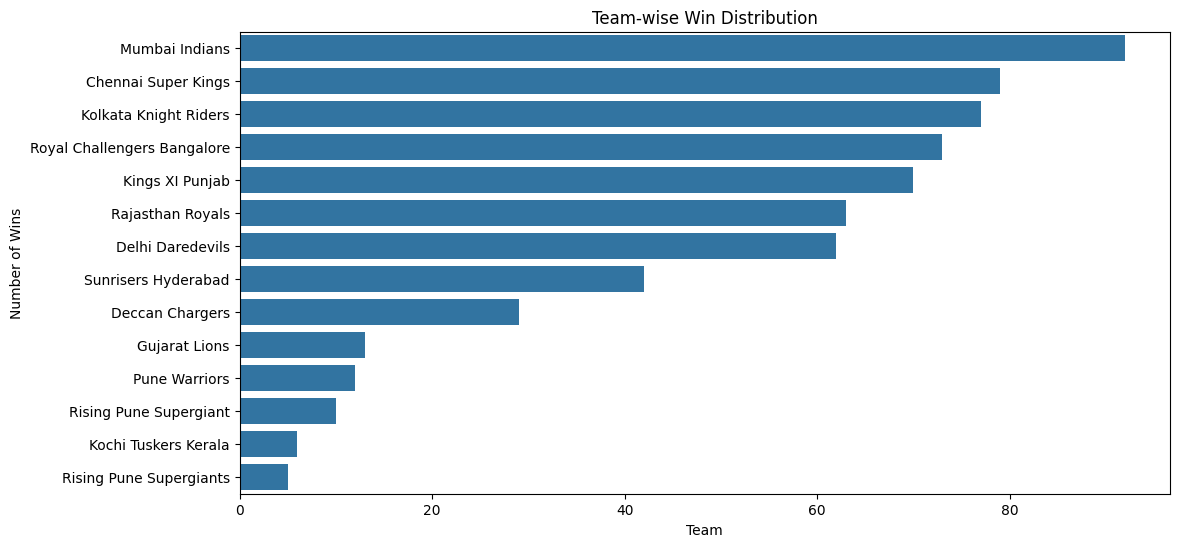 Team-wise Win Distribution
Mumbai Indians
Chennai Super Kings
Kolkata Knight Riders
Royal Challengers Bangalore
Kings XI Punjab
Rajasthan Royals
Delhi Daredevils
Sunrisers Hyderabad
Deccan Chargers
Gujarat Lions
Pune Warriors
Rising Pune Supergiant
Kochi Tuskers Kerala
Rising Pune Supergiants
Number of Wins
0 20 40 60 80
Team